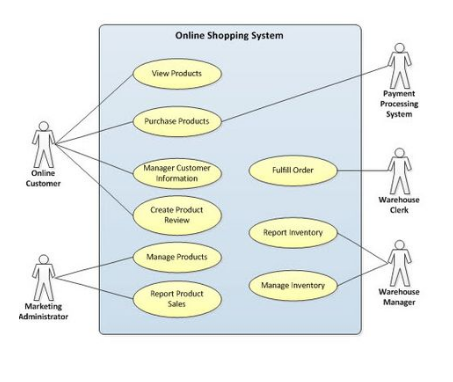 Online Shopping System
View Products
Purchase Products
Payment
Processing
System
Online
Customer
Manager Customer
Information
Fulfill Order
Warehouse
Clerk
Create Product
Review
Report Inventory
Manage Products
Marketing
Administrator
Report Product
Sales
Manage Inventory
Warehouse
Manager